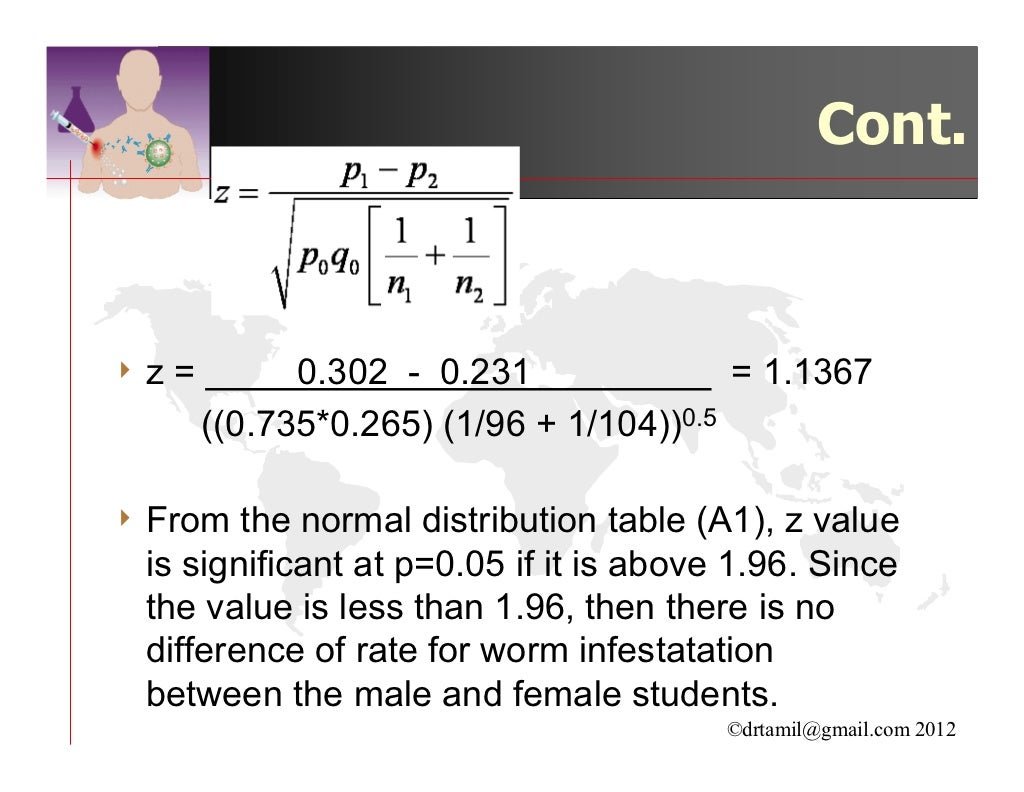 Cont.
z = p₁ − p₂ / √ p₀q₀ [ 1/n₁ + 1/n₂ ]
z = 0.302 - 0.231 = 1.1367
((0.735*0.265) (1/96 + 1/104))^0.5
From the normal distribution table (A1), z value
is significant at p=0.05 if it is above 1.96. Since
the value is less than 1.96, then there is no
difference of rate for worm infestatation
between the male and female students.
©drtamil@gmail.com 2012